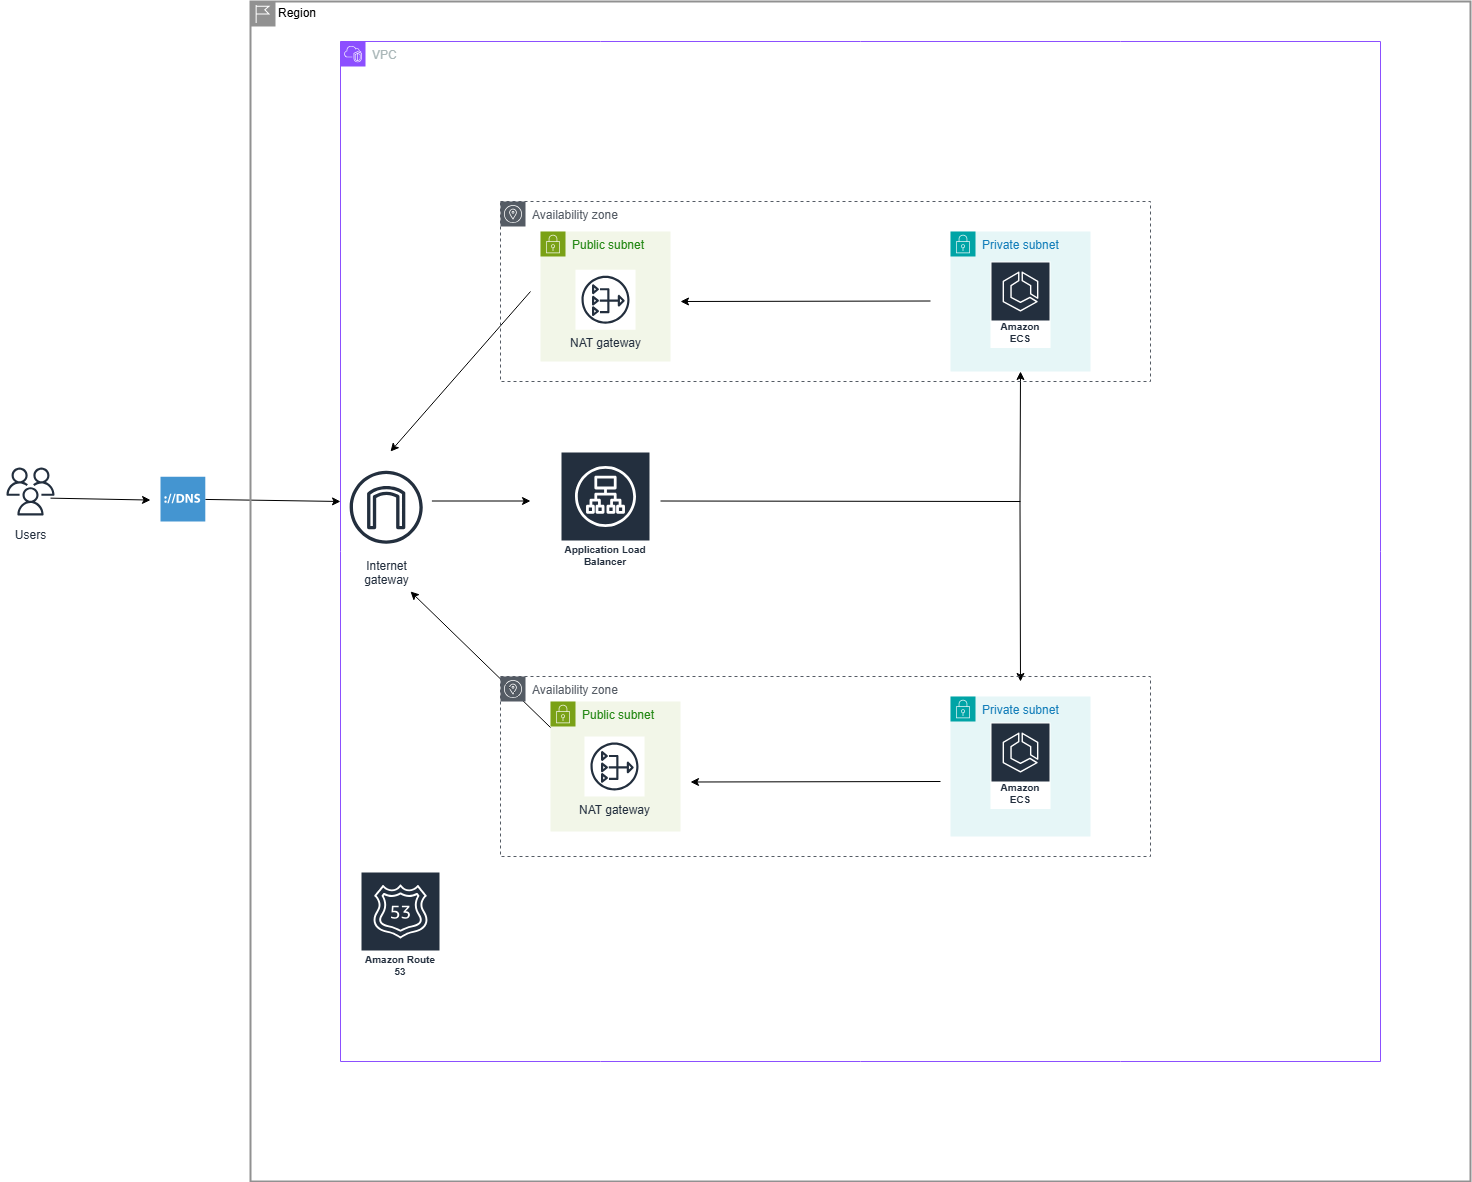 Region
VPC
Availability zone
Public subnet
Private subnet
NAT gateway
Amazon
ECS
Users
://DNS
Internet
gateway
Application Load
Balancer
Availability zone
Public subnet
Private subnet
NAT gateway
Amazon
ECS
53
Amazon Route
53